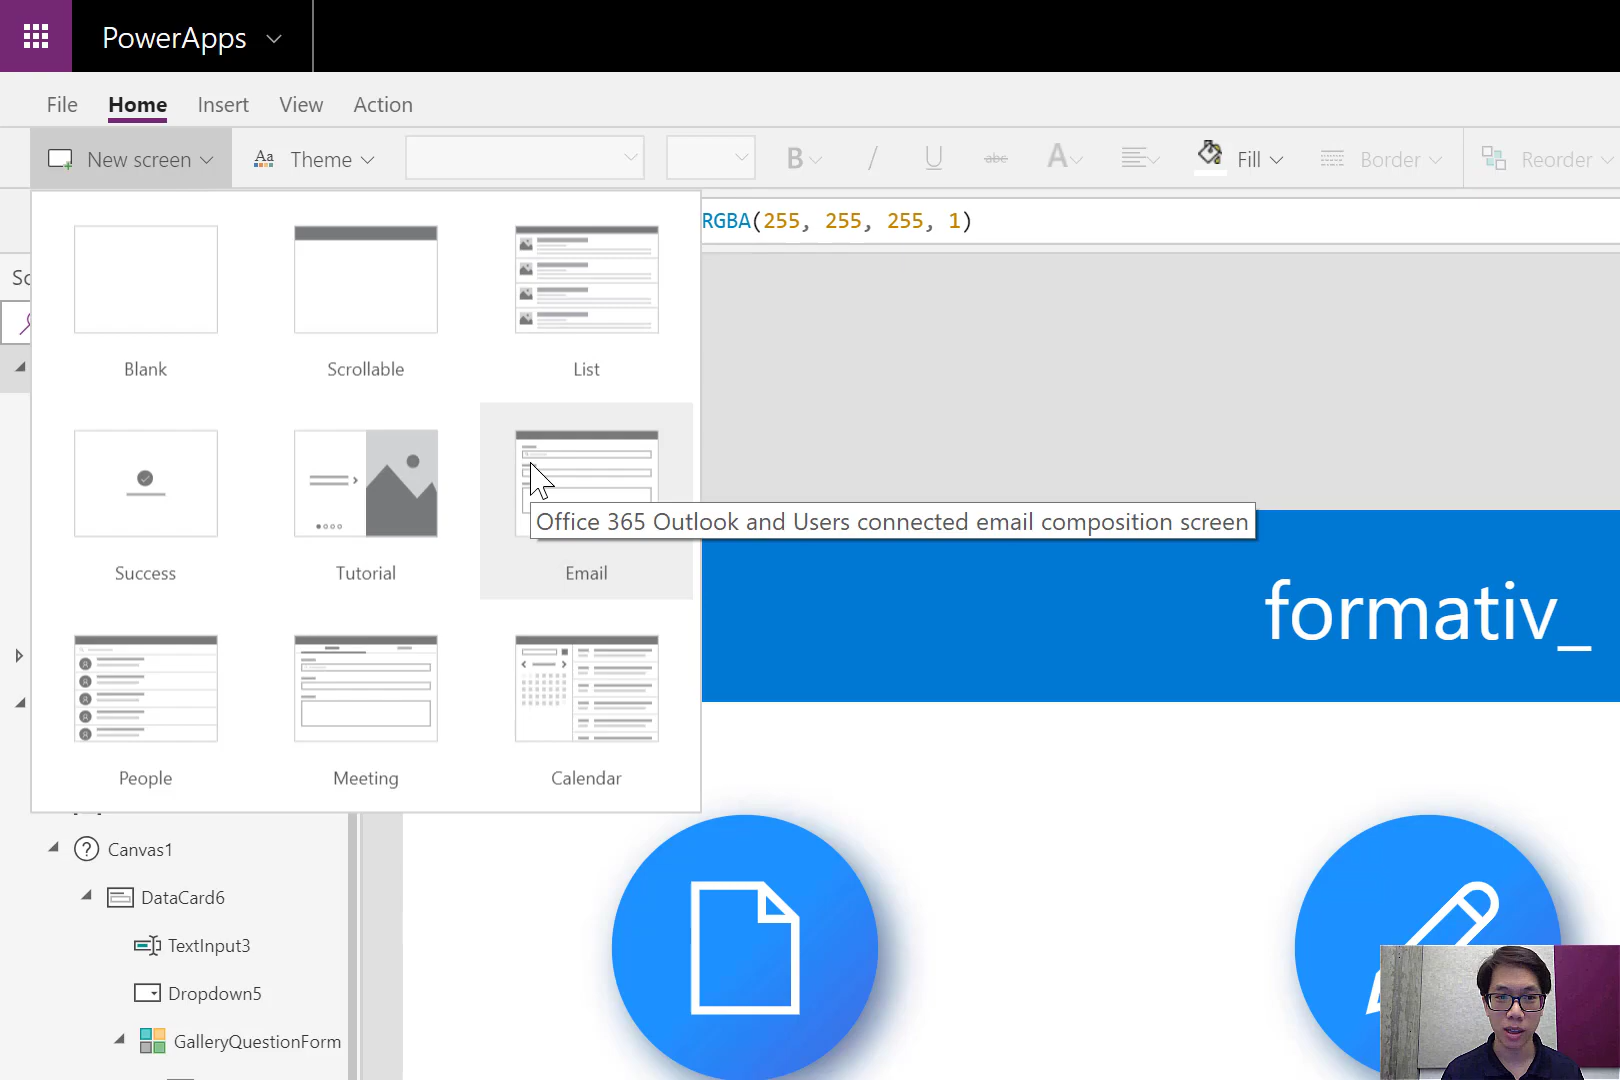 PowerApps
File Home Insert View Action
New screen Theme B / U abc A Fill Border Reorder
RGBA(255, 255, 255, 1)
Sc
Blank Scrollable List
Success Tutorial Email
Office 365 Outlook and Users connected email composition screen
formativ_
People Meeting Calendar
Canvas1
DataCard6
TextInput3
Dropdown5
GalleryQuestionForm